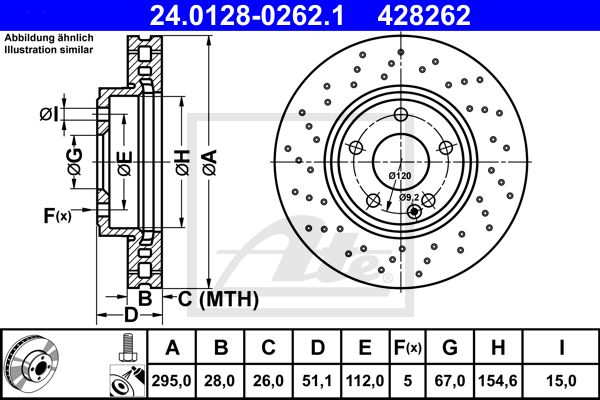 24.0128-0262.1 428262
Abbildung ähnlich
Illustration similar
ØI
ØG
ØE
ØH
ØA
F(x)
Ø120
Ø9,2
Ate
B
C (MTH)
D
A B C D E F(x) G H I
295,0 28,0 26,0 51,1 112,0 5 67,0 154,6 15,0